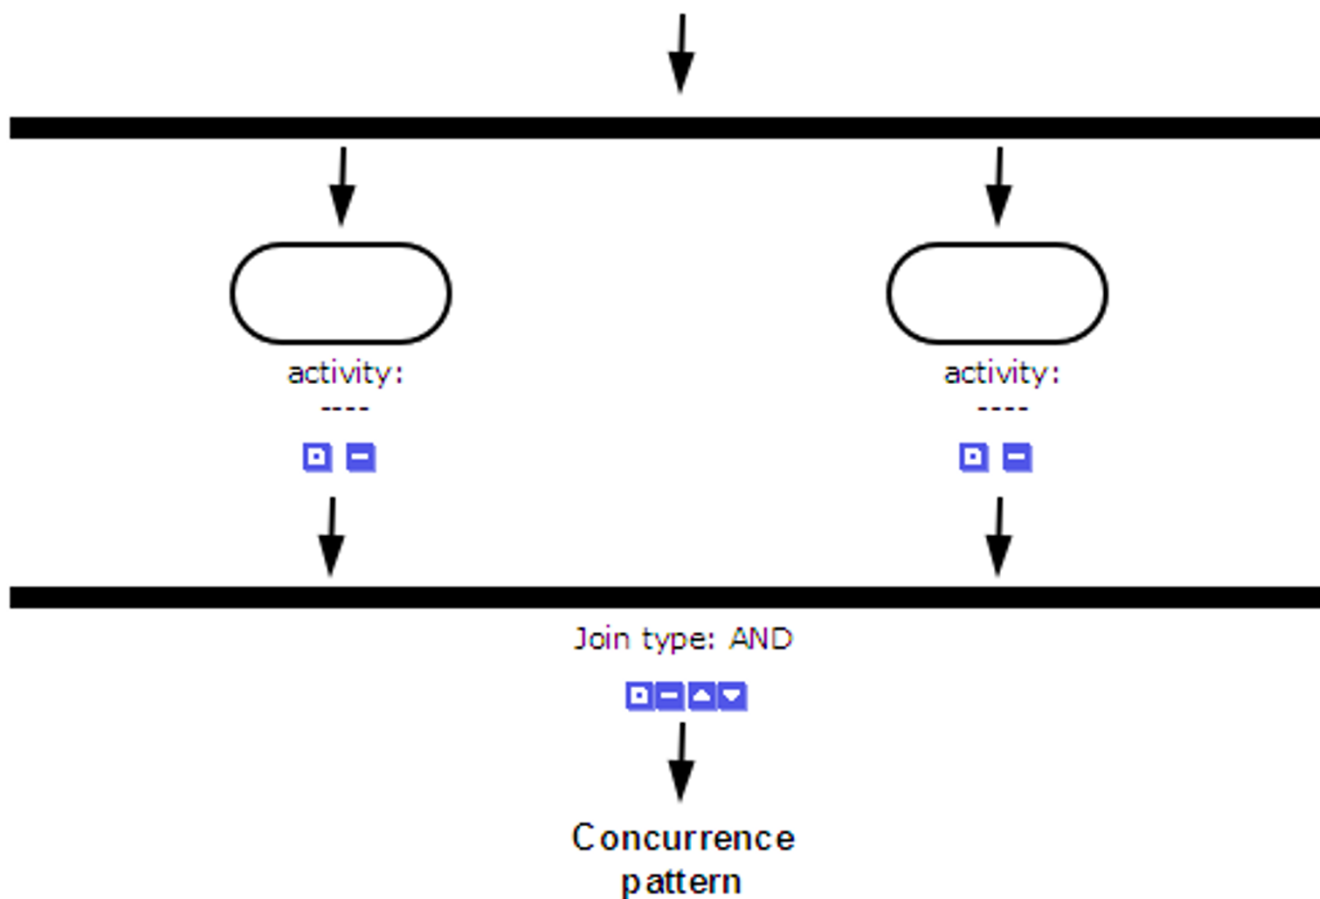 activity:
----
activity:
----
Join type: AND
Concurrence
pattern